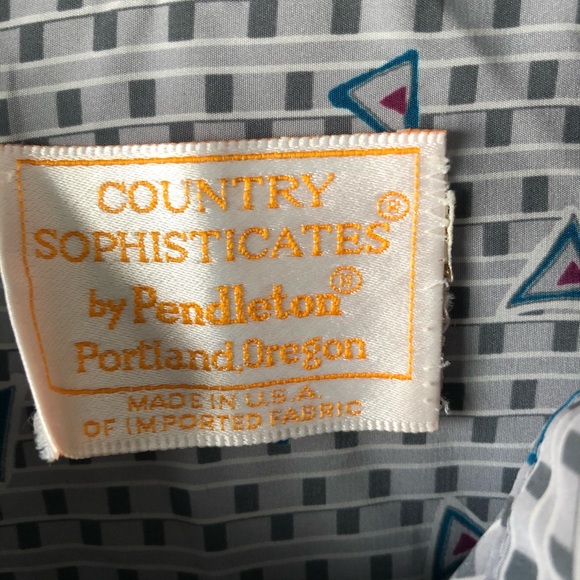 COUNTRY
SOPHISTICATES®
by Pendleton®
Portland, Oregon
MADE IN U.S.A.
OF IMPORTED FABRIC